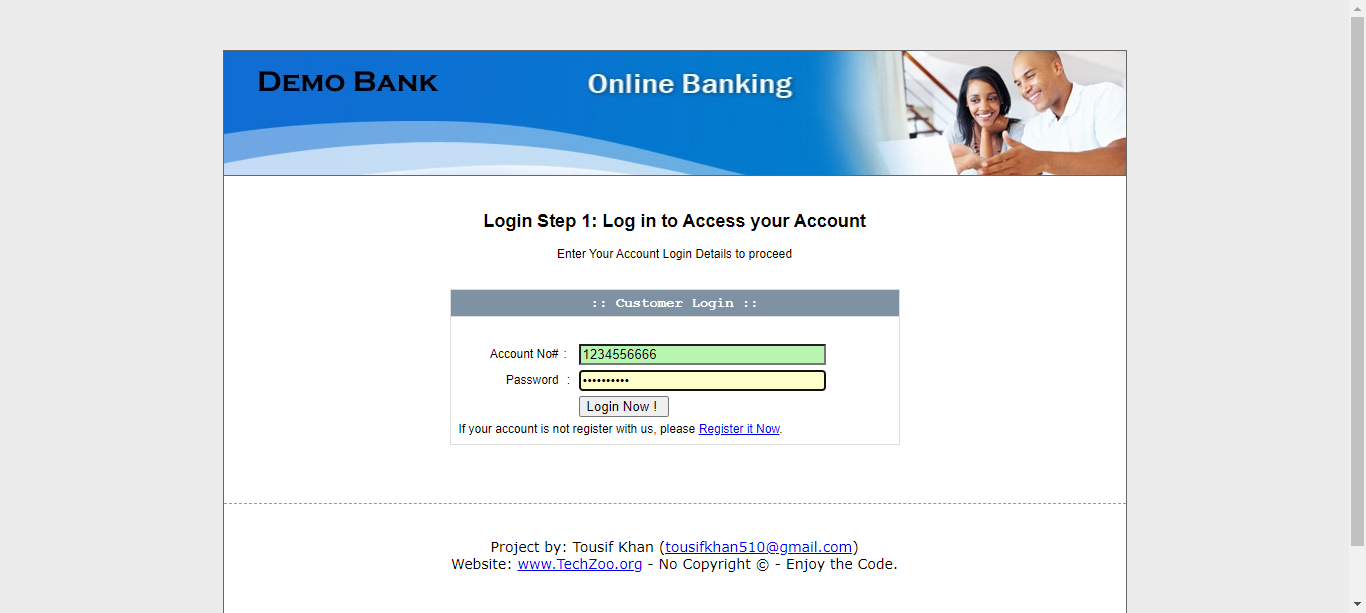 DEMO BANK
Online Banking
Login Step 1: Log in to Access your Account
Enter Your Account Login Details to proceed
:: Customer Login ::
Account No# : 1234556666
Password : ••••••••••
Login Now !
If your account is not register with us, please Register it Now.
Project by: Tousif Khan (tousifkhan510@gmail.com)
Website: www.TechZoo.org - No Copyright © - Enjoy the Code.